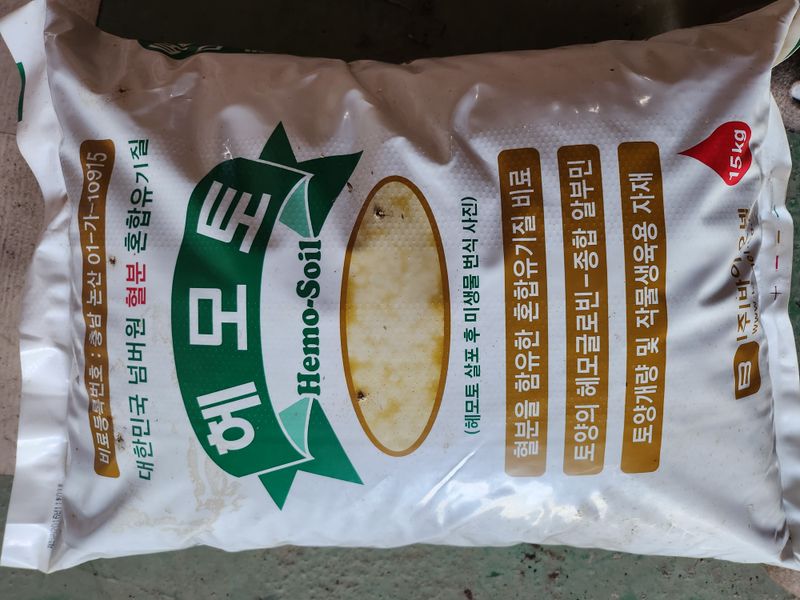 비료등록번호 : 충남 논산 01-가-10915
대한민국 넘버원 혈분 혼합유기질
헤모토
Hemo-Soil
(헤모토 살포 후 미생물 번식 사진)
혈분을 함유한 혼합유기질 비료
토양의 헤모글로빈-종합 알부민
토양개량 및 작물생육용 자재
15kg